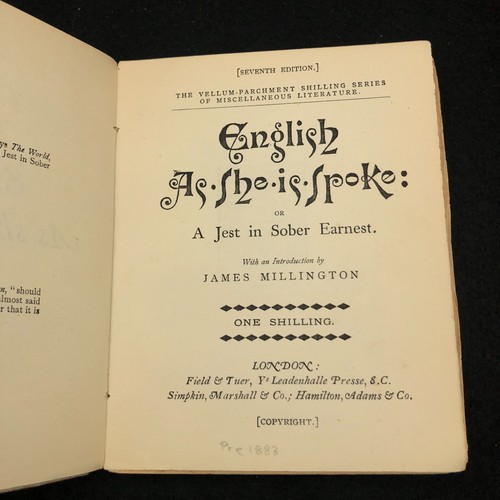 The World,
Jest in Sober
"should
almost said
that it is
[SEVENTH EDITION.]
THE VELLUM-PARCHMENT SHILLING SERIES
OF MISCELLANEOUS LITERATURE.
English
As·She·is·Spoke:
OR
A Jest in Sober Earnest.
With an Introduction by
JAMES MILLINGTON
ONE SHILLING.
LONDON:
Field & Tuer, Ye Leadenhalle Presse, E.C.
Simpkin, Marshall & Co.; Hamilton, Adams & Co.
[COPYRIGHT.]
Pre 1883